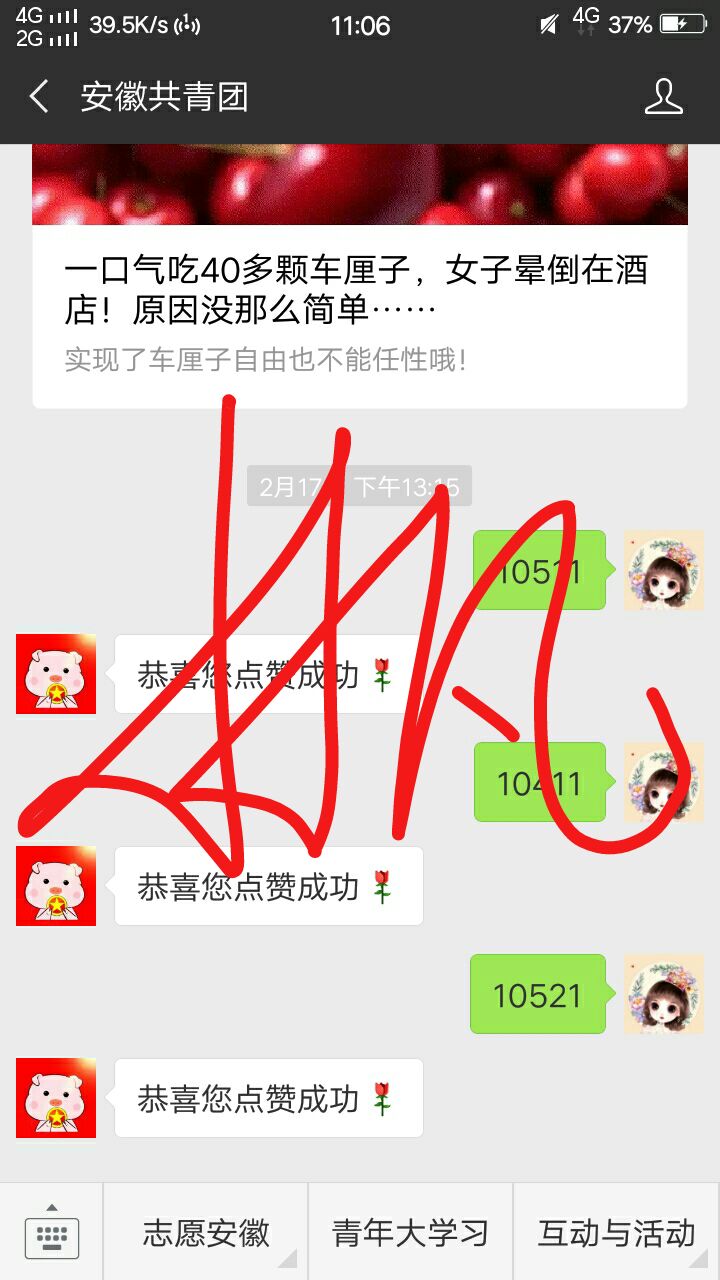 4G 39.5K/s 11:06 4G 37%
2G
安徽共青团
一口气吃40多颗车厘子，女子晕倒在酒
店！原因没那么简单……
实现了车厘子自由也不能任性哦！
2月17 下午13:15
10511
恭喜您点赞成功
10411
恭喜您点赞成功
10521
恭喜您点赞成功
志愿安徽 青年大学习 互动与活动